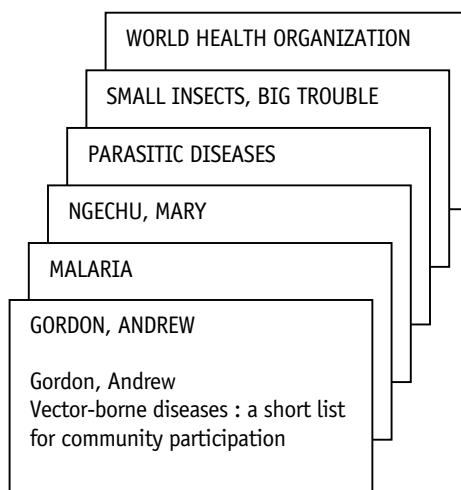 WORLD HEALTH ORGANIZATION
SMALL INSECTS, BIG TROUBLE
PARASITIC DISEASES
NGECHU, MARY
MALARIA
GORDON, ANDREW
Gordon, Andrew
Vector-borne diseases : a short list
for community participation